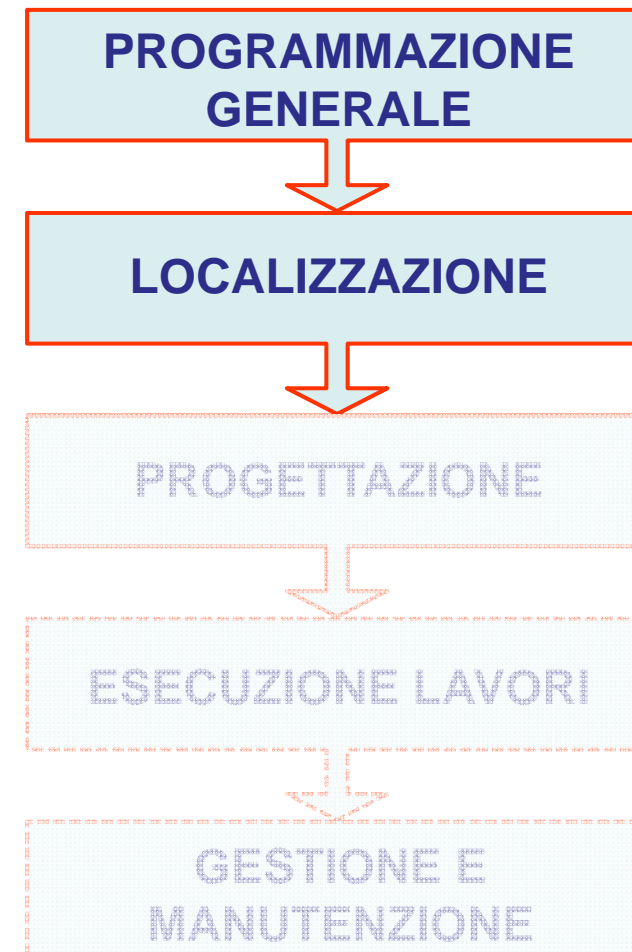 PROGRAMMAZIONE
GENERALE
LOCALIZZAZIONE
PROGETTAZIONE
ESECUZIONE LAVORI
GESTIONE E
MANUTENZIONE